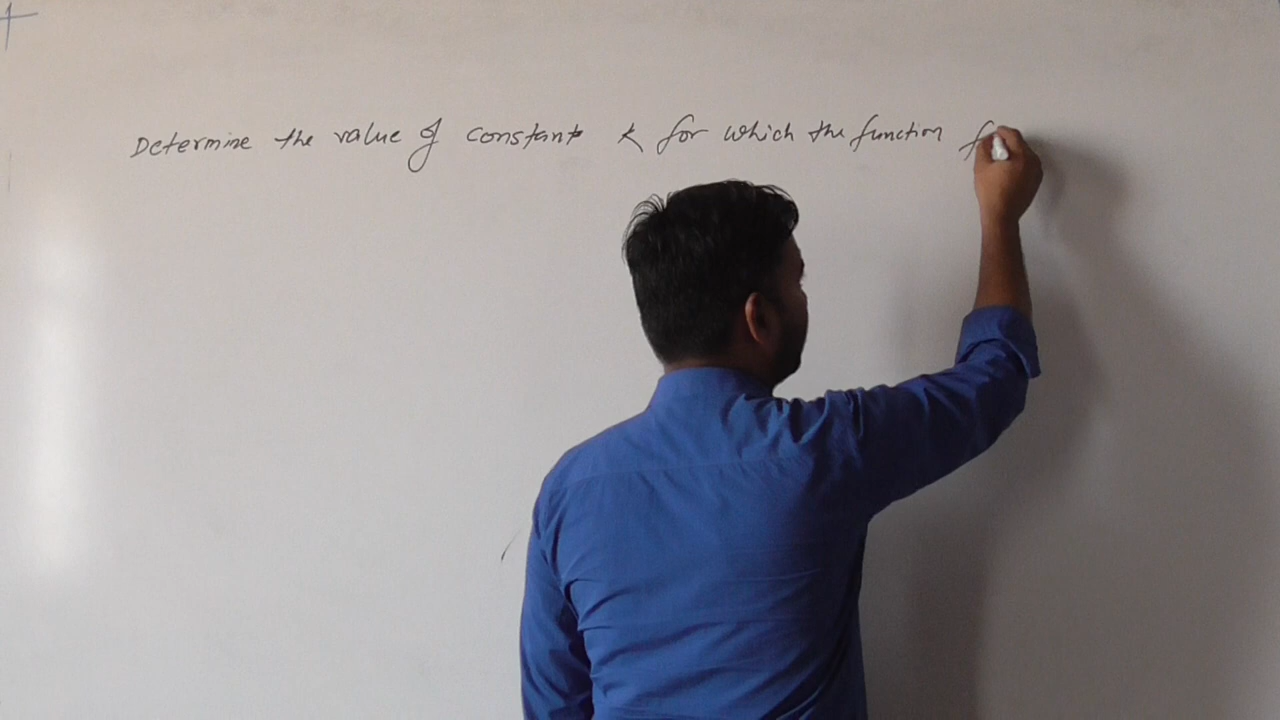 Determine the value of constant k for which the function f